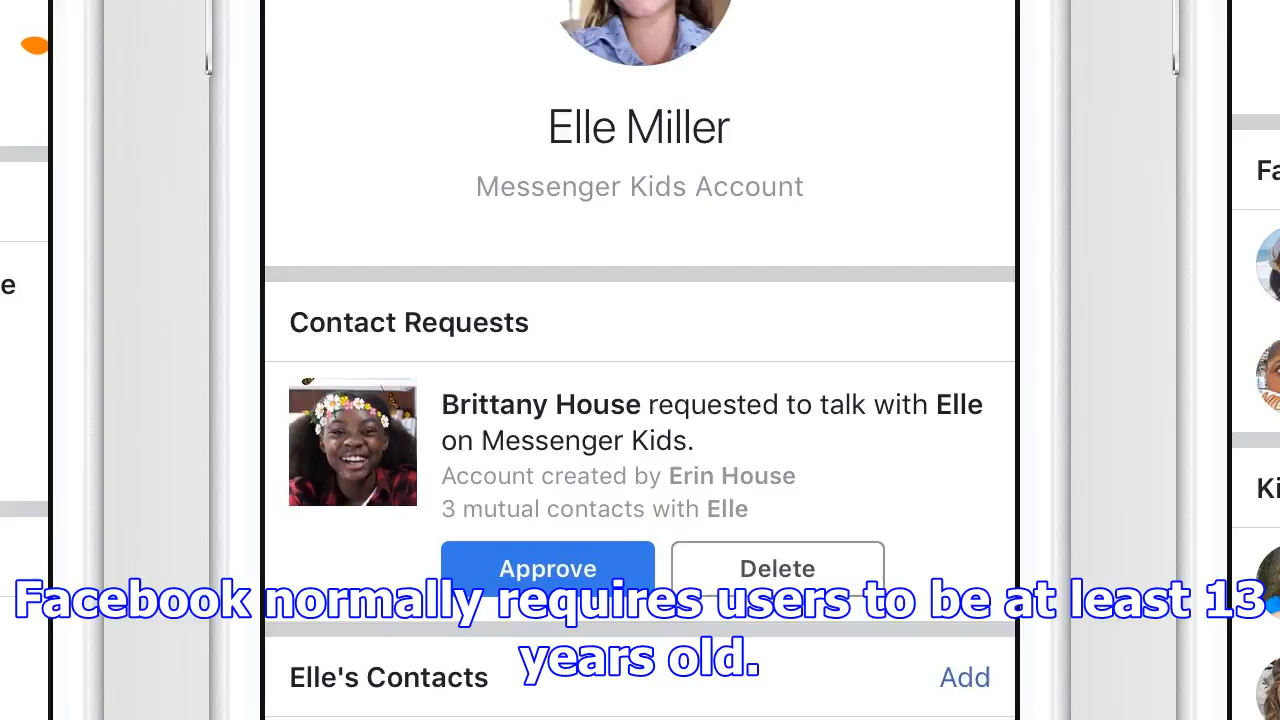 Elle Miller
Messenger Kids Account
e
Fa
Contact Requests
Brittany House requested to talk with Elle
on Messenger Kids.
Account created by Erin House
3 mutual contacts with Elle
Ki
Approve
Delete
Facebook normally requires users to be at least 13
years old.
Elle's Contacts
Add